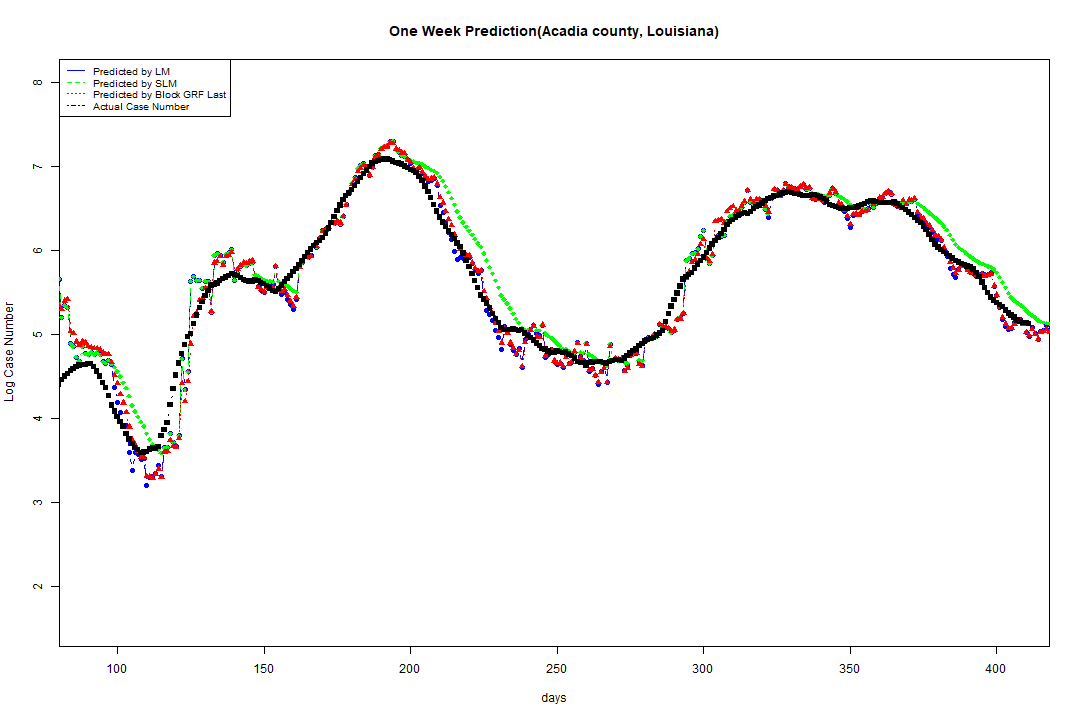 One Week Prediction(Acadia county, Louisiana)
Predicted by LM
Predicted by SLM
Predicted by Block GRF Last
Actual Case Number
8
7
6
5
4
3
2
Log Case Number
100 150 200 250 300 350 400
days